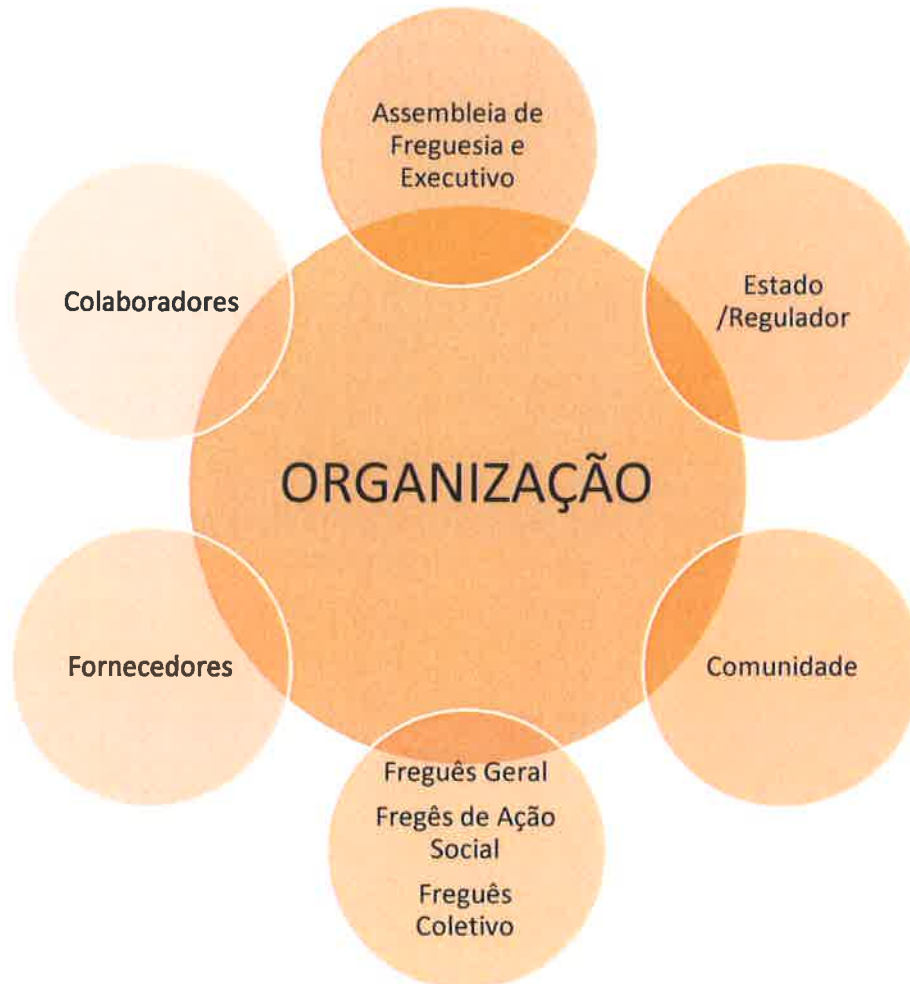 Assembleia de
Freguesia e
Executivo
Colaboradores
Estado
/Regulador
ORGANIZAÇÃO
Fornecedores
Comunidade
Freguês Geral
Fregês de Ação
Social
Freguês
Coletivo